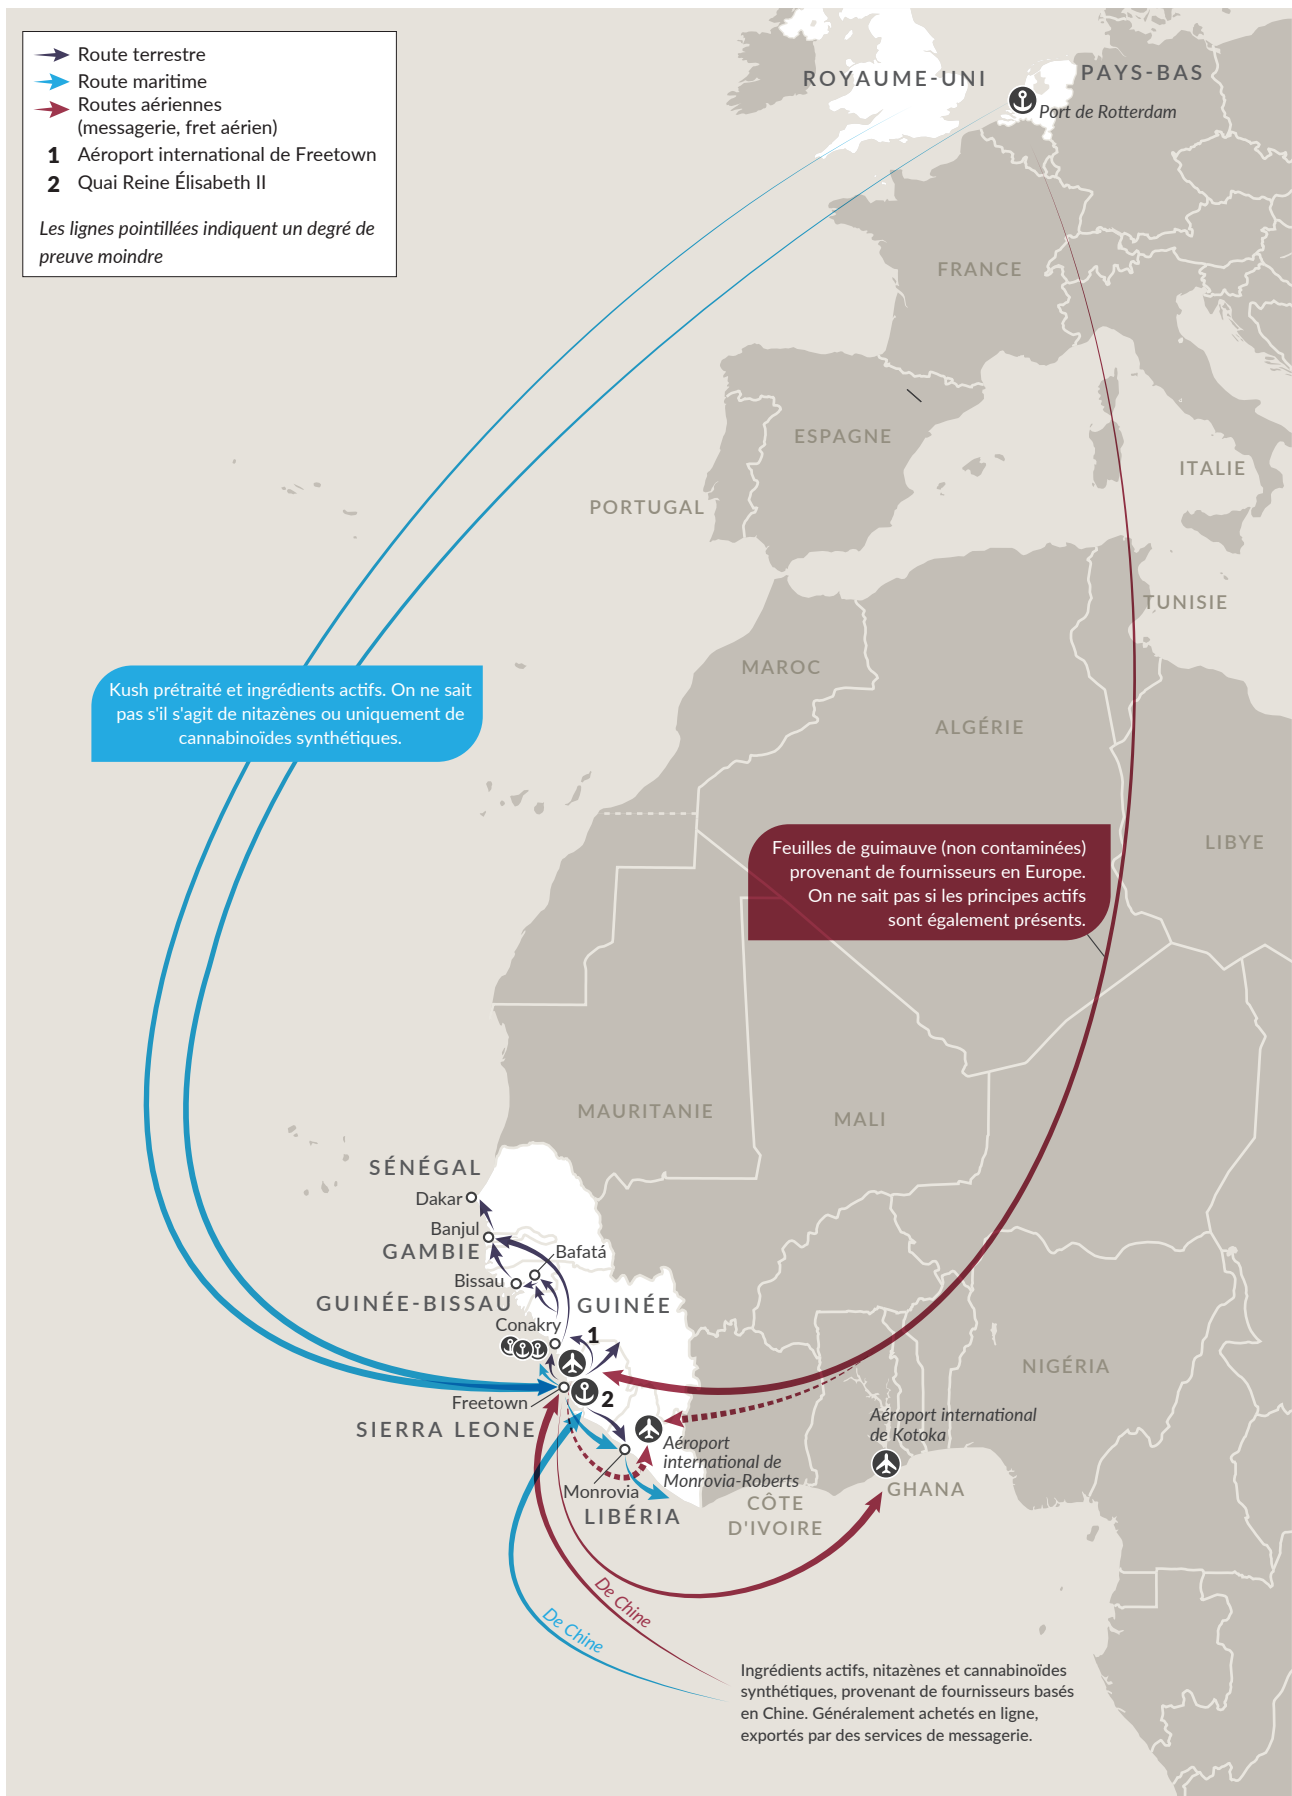 Route terrestre
Route maritime
Routes aériennes
(messagerie, fret aérien)
1 Aéroport international de Freetown
2 Quai Reine Élisabeth II
Les lignes pointillées indiquent un degré de
preuve moindre
ROYAUME-UNI
PAYS-BAS
Port de Rotterdam
FRANCE
ESPAGNE
ITALIE
PORTUGAL
TUNISIE
MAROC
ALGÉRIE
Kush prétraité et ingrédients actifs. On ne sait
pas s'il s'agit de nitazènes ou uniquement de
cannabinoïdes synthétiques.
LIBYE
Feuilles de guimauve (non contaminées)
provenant de fournisseurs en Europe.
On ne sait pas si les principes actifs
sont également présents.
MAURITANIE
MALI
SÉNÉGAL
Dakar
Banjul
GAMBIE
Bafatá
Bissau
GUINÉE-BISSAU
GUINÉE
Conakry
1
NIGÉRIA
Freetown
2
SIERRA LEONE
Aéroport international
de Kotoka
Aéroport
international de
Monrovia-Roberts
Monrovia
LIBÉRIA
GHANA
CÔTE
D'IVOIRE
De Chine
De Chine
Ingrédients actifs, nitazènes et cannabinoïdes
synthétiques, provenant de fournisseurs basés
en Chine. Généralement achetés en ligne,
exportés par des services de messagerie.